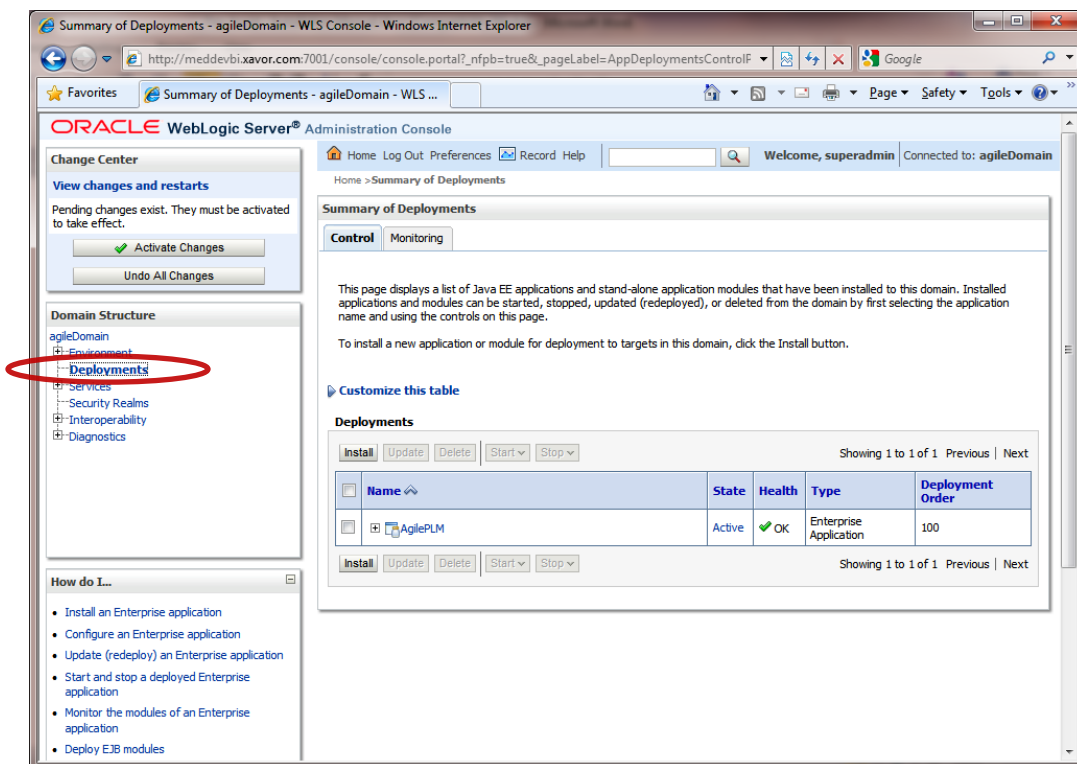 Summary of Deployments - agileDomain - WLS Console - Windows Internet Explorer
http://meddevbi.xavor.com:7001/console/console.portal?_nfpb=true&_pageLabel=AppDeploymentsControlP
Google
Favorites
Summary of Deployments - agileDomain - WLS ...
Page Safety Tools
ORACLE WebLogic Server® Administration Console
Change Center
View changes and restarts
Pending changes exist. They must be activated
to take effect.
Activate Changes
Undo All Changes
Domain Structure
agileDomain
Environment
Deployments
Services
Security Realms
Interoperability
Diagnostics
How do I...
• Install an Enterprise application
• Configure an Enterprise application
• Update (redeploy) an Enterprise application
• Start and stop a deployed Enterprise
application
• Monitor the modules of an Enterprise
application
• Deploy EJB modules
Home Log Out Preferences Record Help
Welcome, superadmin Connected to: agileDomain
Home >Summary of Deployments
Summary of Deployments
Control Monitoring
This page displays a list of Java EE applications and stand-alone application modules that have been installed to this domain. Installed
applications and modules can be started, stopped, updated (redeployed), or deleted from the domain by first selecting the application
name and using the controls on this page.
To install a new application or module for deployment to targets in this domain, click the Install button.
Customize this table
Deployments
Install Update Delete Start Stop Showing 1 to 1 of 1 Previous | Next
Name State Health Type Deployment
Order
AgilePLM Active OK Enterprise
Application 100
Install Update Delete Start Stop Showing 1 to 1 of 1 Previous | Next